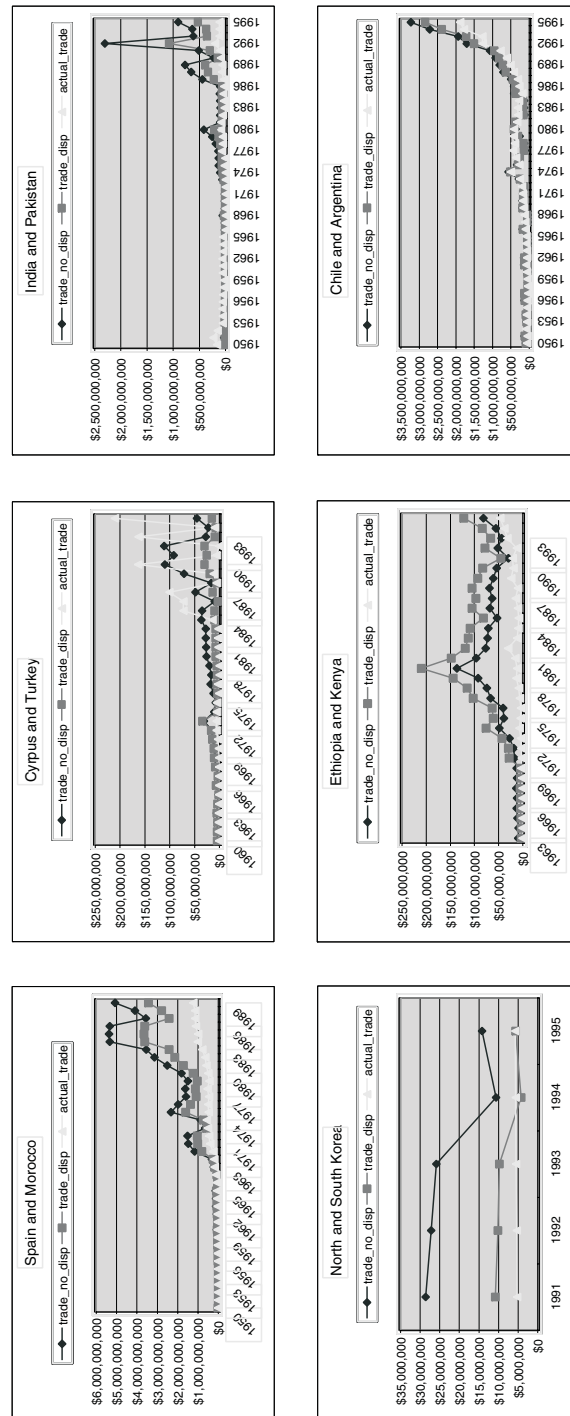 Spain and Morocco
trade_no_disp trade_disp actual_trade
$6,000,000,000
$5,000,000,000
$4,000,000,000
$3,000,000,000
$2,000,000,000
$1,000,000,000
$0
1950 1953 1956 1959 1962 1965 1968 1971 1974 1977 1980 1983 1986 1989
Cyrpus and Turkey
trade_no_disp trade_disp actual_trade
$250,000,000
$200,000,000
$150,000,000
$100,000,000
$50,000,000
$0
1960 1963 1966 1969 1972 1975 1978 1981 1984 1987 1990 1993
India and Pakistan
trade_no_disp trade_disp actual_trade
$2,500,000,000
$2,000,000,000
$1,500,000,000
$1,000,000,000
$500,000,000
$0
1950 1953 1956 1959 1962 1965 1968 1971 1974 1977 1980 1983 1986 1989 1992 1995
North and South Korea
trade_no_disp trade_disp actual_trade
$35,000,000
$30,000,000
$25,000,000
$20,000,000
$15,000,000
$10,000,000
$5,000,000
$0
1991 1992 1993 1994 1995
Ethiopia and Kenya
trade_no_disp trade_disp actual_trade
$250,000,000
$200,000,000
$150,000,000
$100,000,000
$50,000,000
$0
1963 1966 1969 1972 1975 1978 1981 1984 1987 1990 1993
Chile and Argentina
trade_no_disp trade_disp actual_trade
$3,500,000,000
$3,000,000,000
$2,500,000,000
$2,000,000,000
$1,500,000,000
$1,000,000,000
$500,000,000
$0
1950 1953 1956 1959 1962 1965 1968 1971 1974 1977 1980 1983 1986 1989 1992 1995